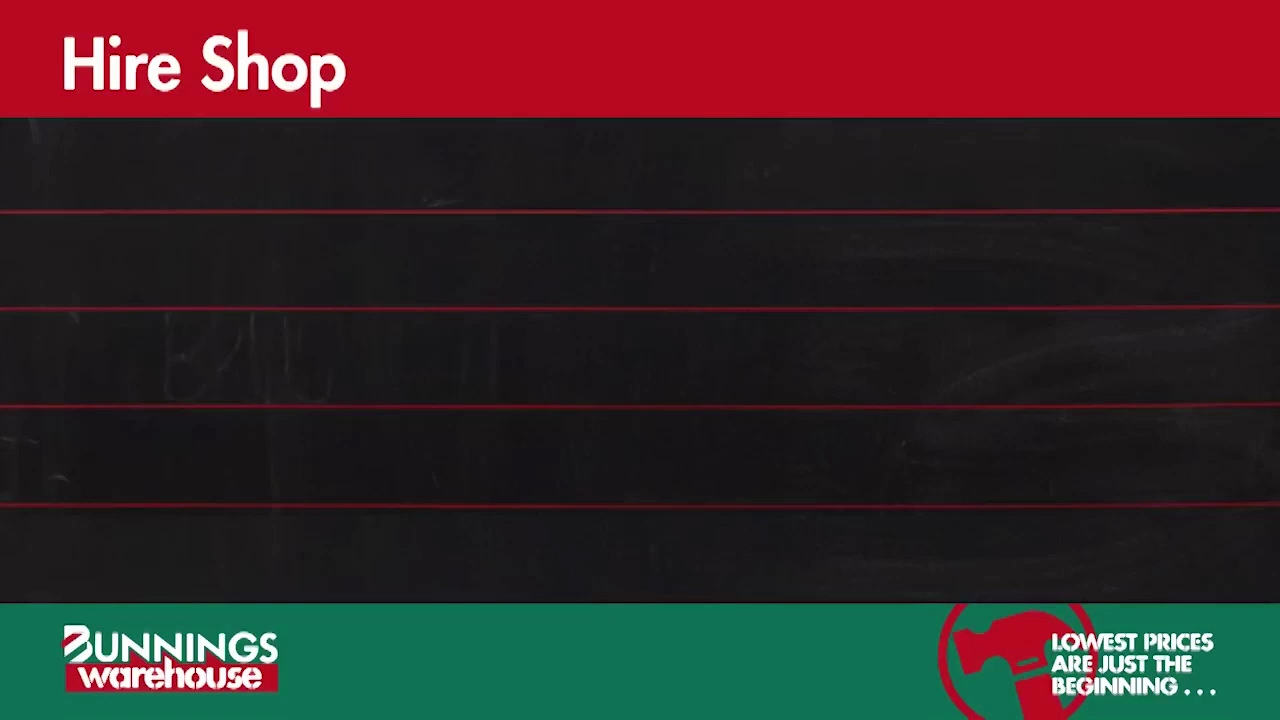 Hire Shop
BUNNINGS
warehouse
LOWEST PRICES
ARE JUST THE
BEGINNING...